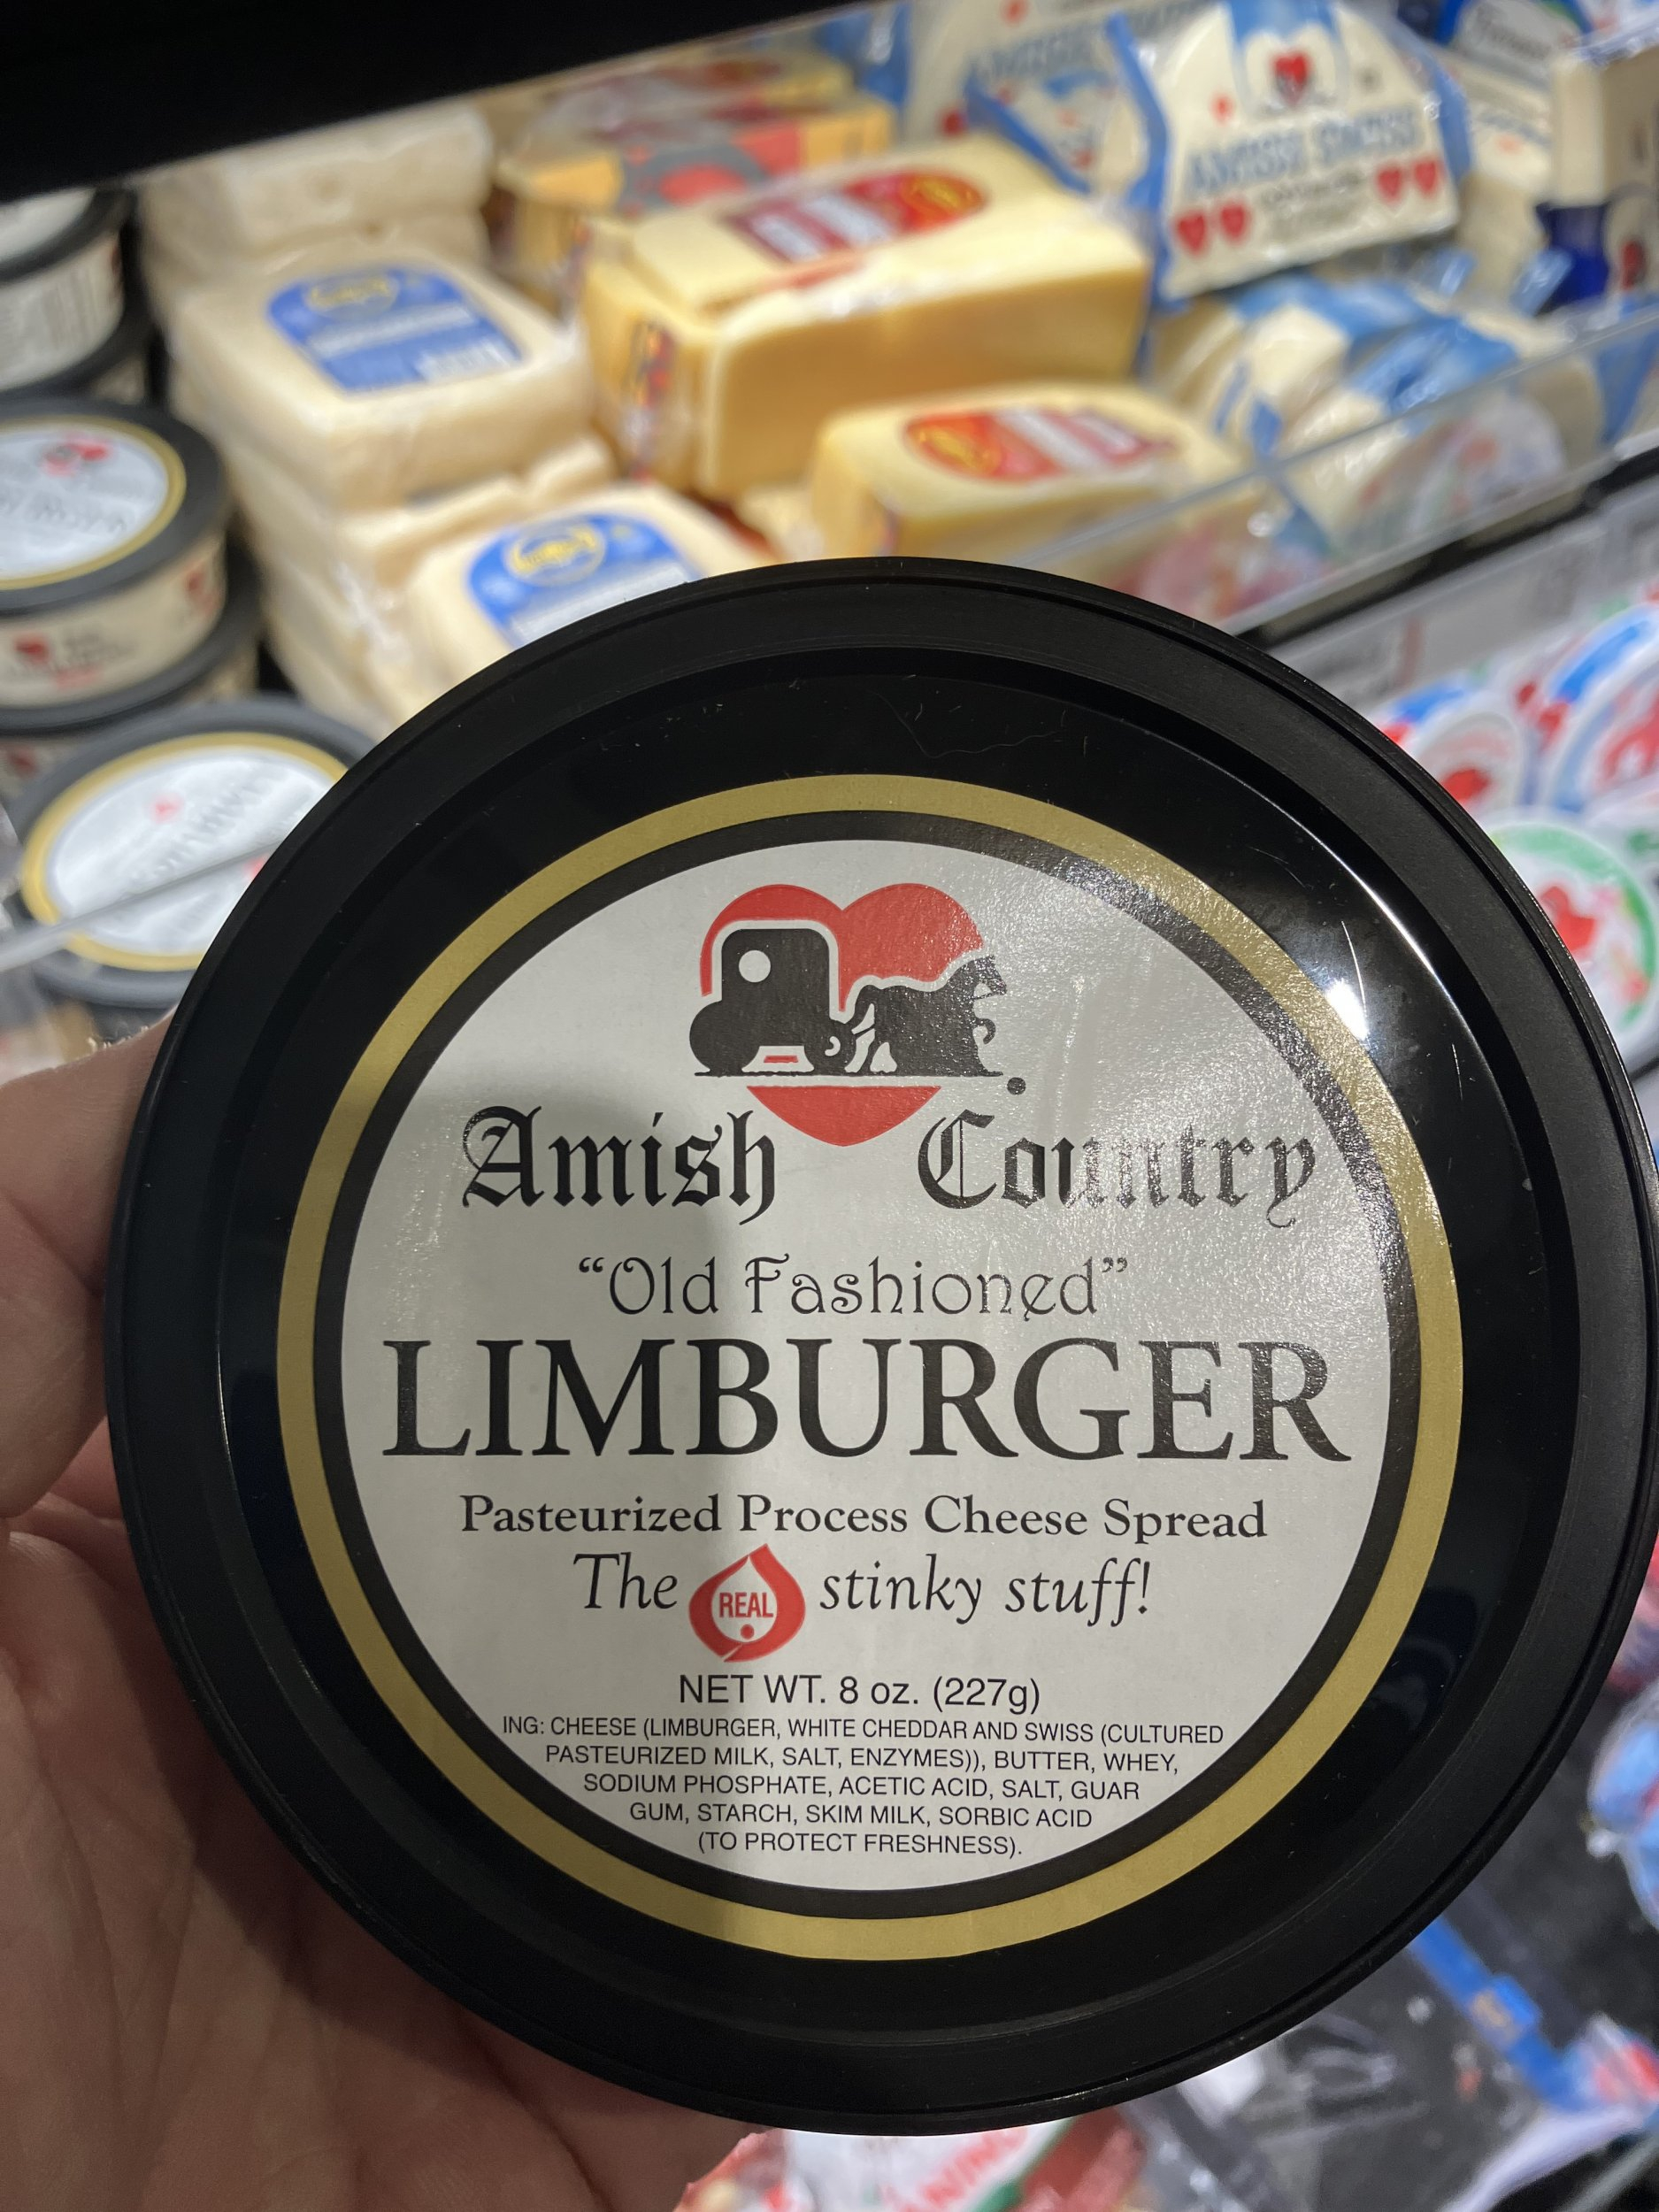 AMISH SWISS
Amish Country
“Old Fashioned”
LIMBURGER
Pasteurized Process Cheese Spread
The REAL stinky stuff!
NET WT. 8 oz. (227g)
ING: CHEESE (LIMBURGER, WHITE CHEDDAR AND SWISS (CULTURED
PASTEURIZED MILK, SALT, ENZYMES)), BUTTER, WHEY,
SODIUM PHOSPHATE, ACETIC ACID, SALT, GUAR
GUM, STARCH, SKIM MILK, SORBIC ACID
(TO PROTECT FRESHNESS).